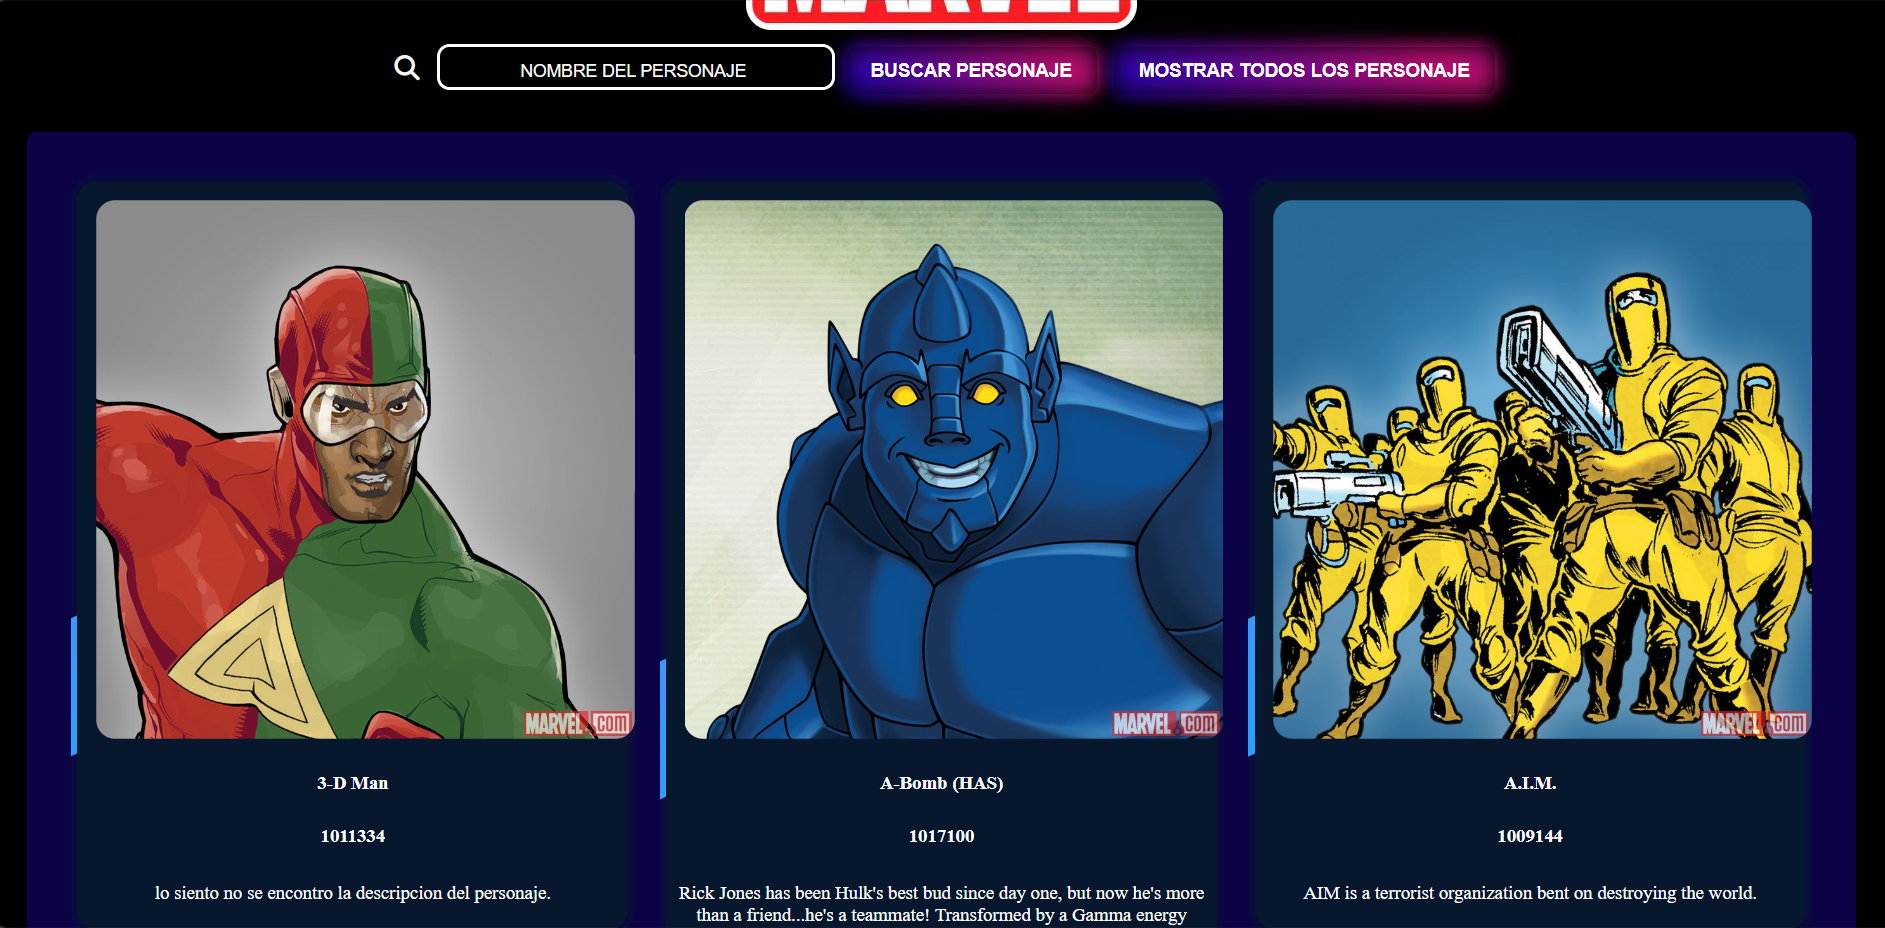 MARVEL
NOMBRE DEL PERSONAJE
BUSCAR PERSONAJE
MOSTRAR TODOS LOS PERSONAJE
MARVEL.com
MARVEL.com
MARVEL.com
3-D Man
A-Bomb (HAS)
A.I.M.
1011334
1017100
1009144
lo siento no se encontro la descripcion del personaje.
Rick Jones has been Hulk's best bud since day one, but now he's more
than a friend...he's a teammate! Transformed by a Gamma energy
AIM is a terrorist organization bent on destroying the world.